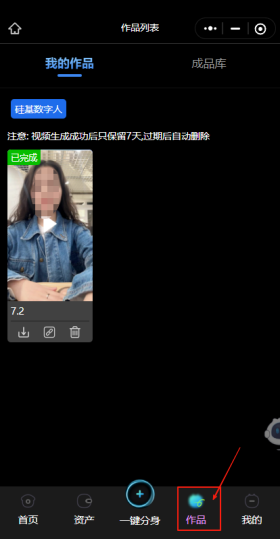 作品列表
我的作品
成品库
硅基数字人
注意: 视频生成成功后只保留7天,过期后自动删除
已完成
7.2
首页
资产
一键分身
作品
我的